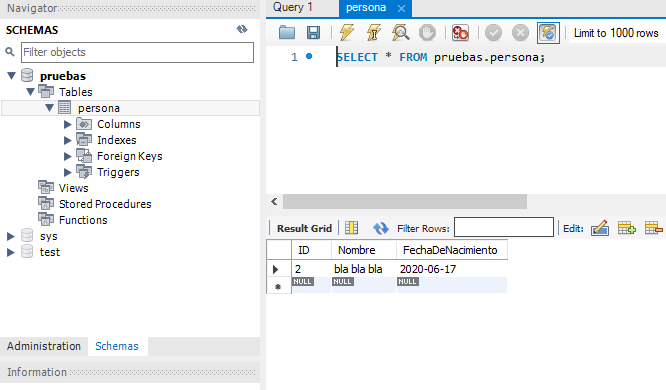 Navigator
SCHEMAS
Filter objects
pruebas
Tables
persona
Columns
Indexes
Foreign Keys
Triggers
Views
Stored Procedures
Functions
sys
test
Administration Schemas
Information
Query 1 persona
Limit to 1000 rows
1 SELECT * FROM pruebas.persona;
Result Grid Filter Rows: Edit:
ID Nombre FechaDeNacimiento
2 bla bla bla 2020-06-17
NULL NULL NULL